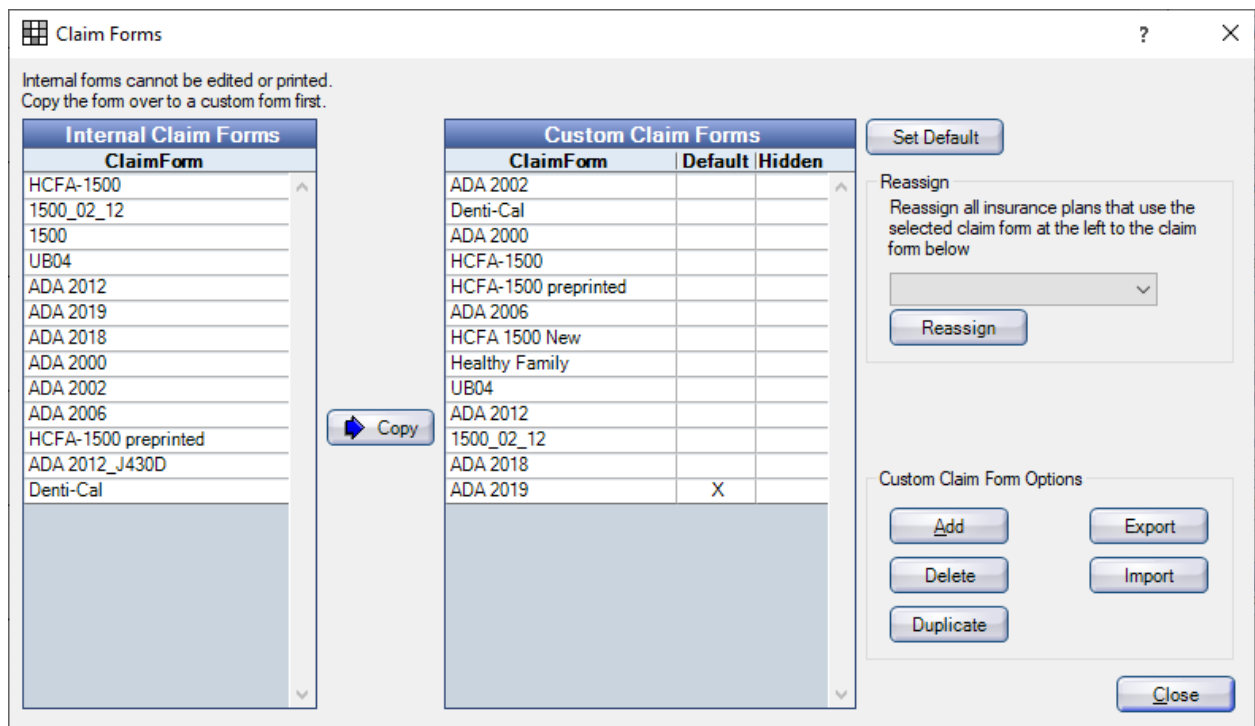 Claim Forms
?
Internal forms cannot be edited or printed.
Copy the form over to a custom form first.
Internal Claim Forms
ClaimForm
HCFA-1500
1500_02_12
1500
UB04
ADA 2012
ADA 2019
ADA 2018
ADA 2000
ADA 2002
ADA 2006
HCFA-1500 preprinted
ADA 2012_J430D
Denti-Cal
Copy
Custom Claim Forms
ClaimForm Default Hidden
ADA 2002
Denti-Cal
ADA 2000
HCFA-1500
HCFA-1500 preprinted
ADA 2006
HCFA 1500 New
Healthy Family
UB04
ADA 2012
1500_02_12
ADA 2018
ADA 2019 X
Set Default
Reassign
Reassign all insurance plans that use the
selected claim form at the left to the claim
form below
Reassign
Custom Claim Form Options
Add Export
Delete Import
Duplicate
Close